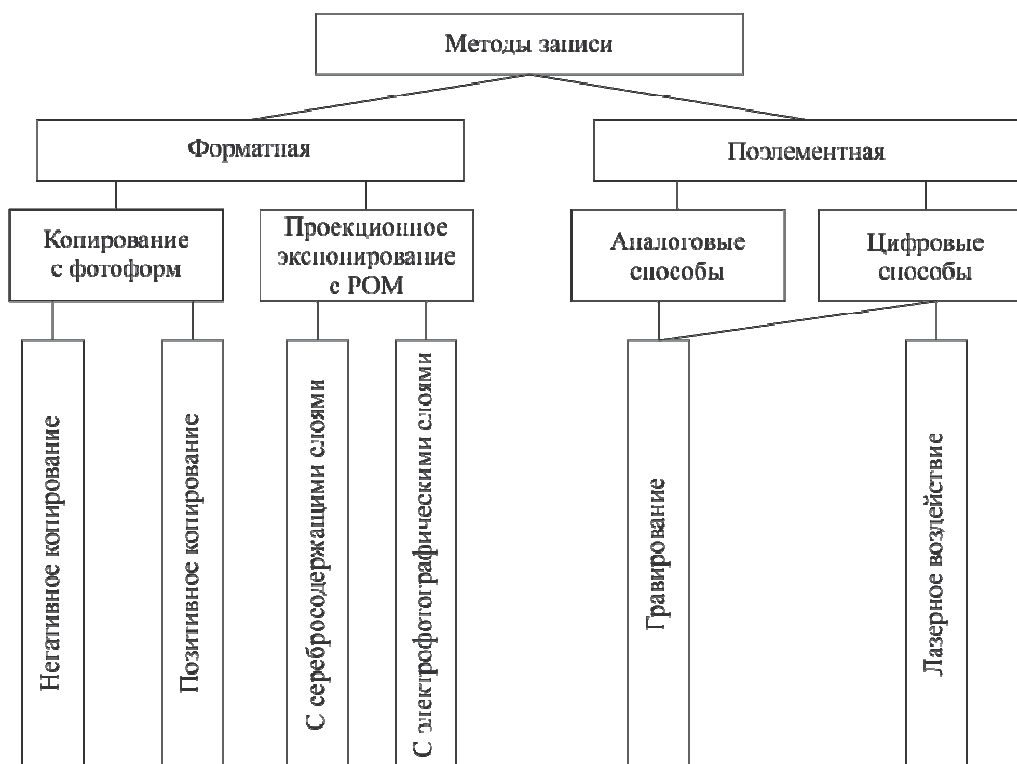 Методы записи
Форматная
Поэлементная
Копирование
с фотоформ
Проекционное
экспонирование
с РОМ
Аналоговые
способы
Цифровые
способы
Негативное копирование
Позитивное копирование
С серебросодержащими слоями
С электрофотографическими слоями
Гравирование
Лазерное воздействие